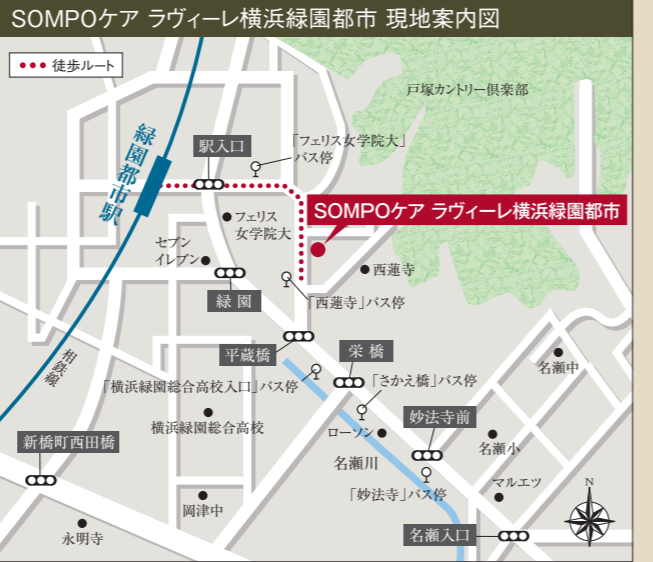 SOMPOケア ラヴィーレ横浜緑園都市 現地案内図
徒歩ルート
戸塚カントリー倶楽部
緑園都市駅
駅入口
「フェリス女学院大」
バス停
フェリス
女学院大
SOMPOケア ラヴィーレ横浜緑園都市
セブン
イレブン
西蓮寺
緑園
「西蓮寺」バス停
平蔵橋
栄橋
相鉄線
名瀬中
「横浜緑園総合高校入口」バス停
「さかえ橋」バス停
横浜緑園総合高校
ローソン
妙法寺前
新橋町西田橋
名瀬川
名瀬小
「妙法寺」バス停
マルエツ
N
岡津中
永明寺
名瀬入口